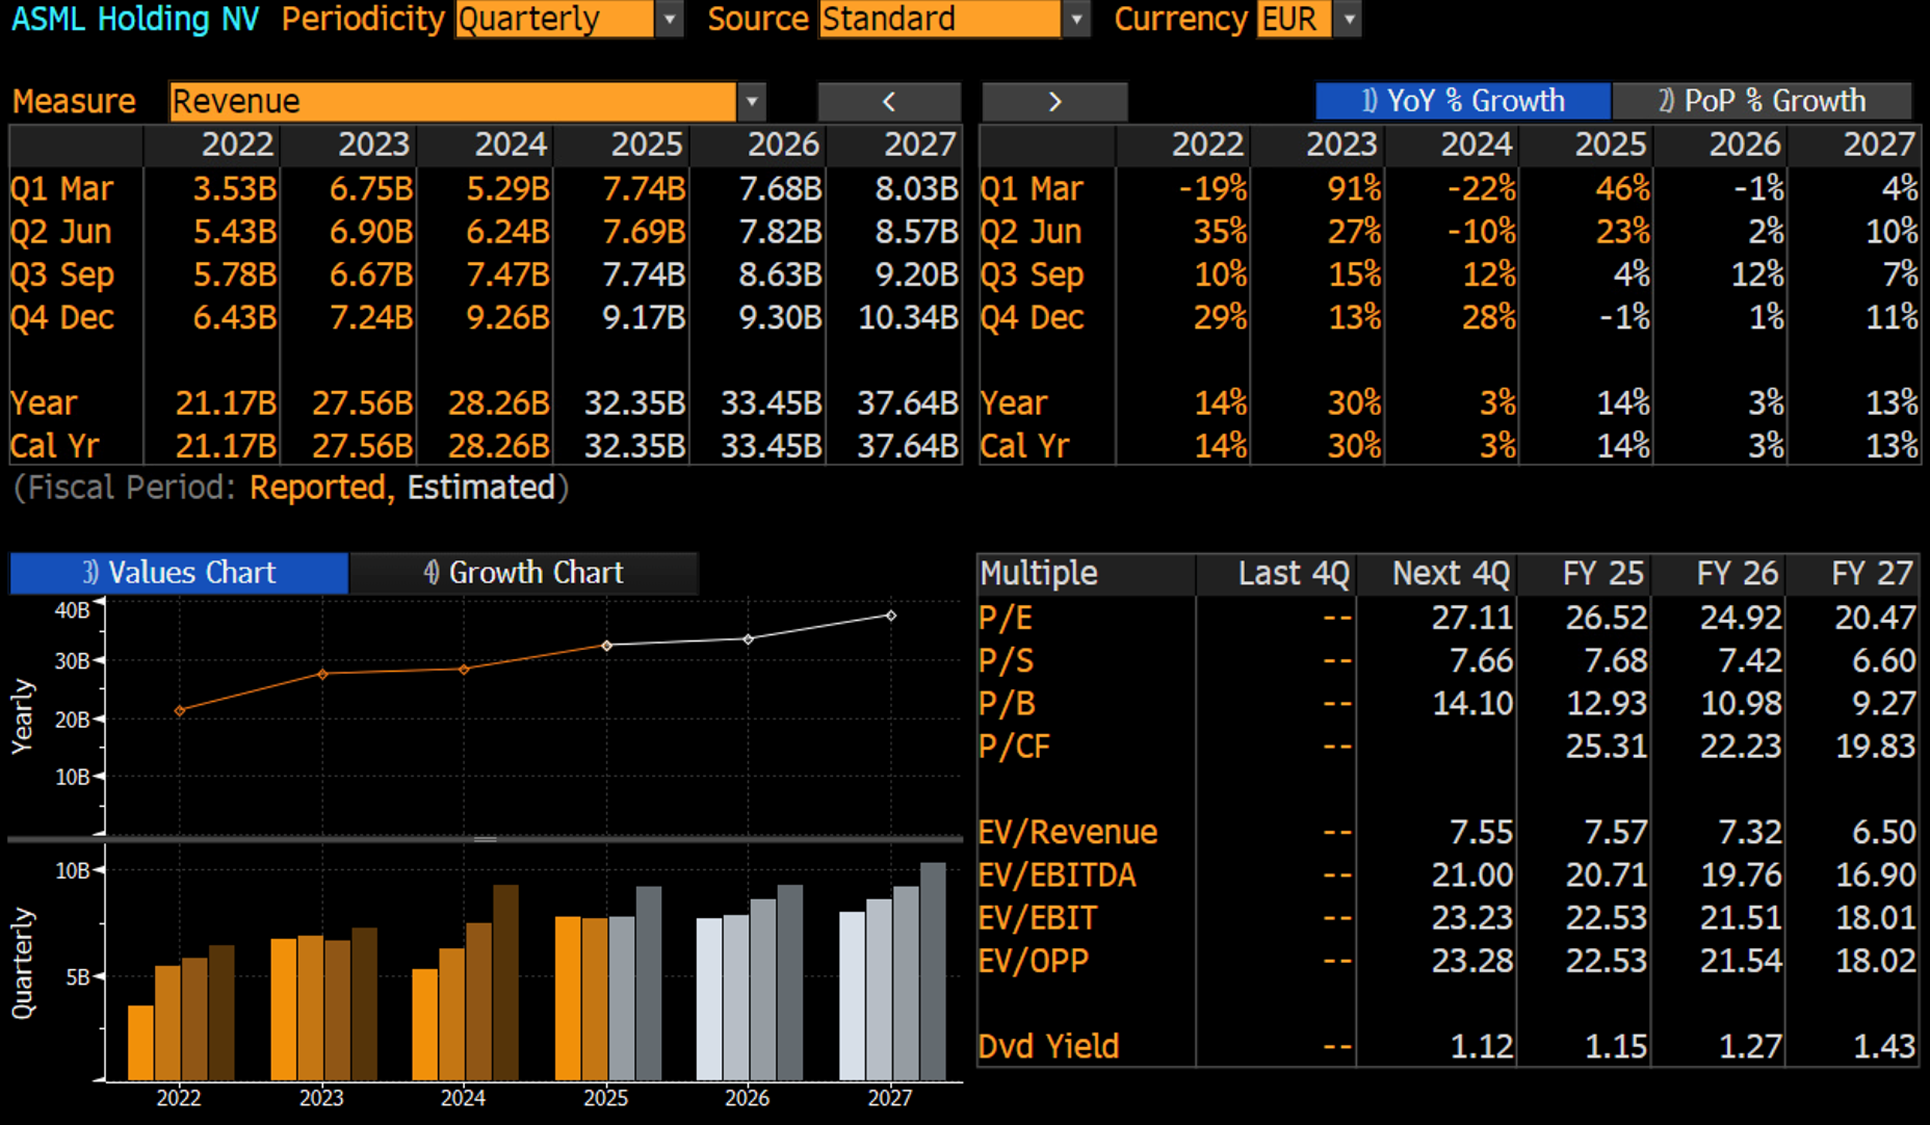 ASML Holding NV Periodicity Quarterly Source Standard Currency EUR
Measure Revenue < > 1) YoY % Growth 2) PoP % Growth
2022 2023 2024 2025 2026 2027
Q1 Mar 3.53B 6.75B 5.29B 7.74B 7.68B 8.03B
Q2 Jun 5.43B 6.90B 6.24B 7.69B 7.82B 8.57B
Q3 Sep 5.78B 6.67B 7.47B 7.74B 8.63B 9.20B
Q4 Dec 6.43B 7.24B 9.26B 9.17B 9.30B 10.34B
Year 21.17B 27.56B 28.26B 32.35B 33.45B 37.64B
Cal Yr 21.17B 27.56B 28.26B 32.35B 33.45B 37.64B
(Fiscal Period: Reported, Estimated)
2022 2023 2024 2025 2026 2027
Q1 Mar -19% 91% -22% 46% -1% 4%
Q2 Jun 35% 27% -10% 23% 2% 10%
Q3 Sep 10% 15% 12% 4% 12% 7%
Q4 Dec 29% 13% 28% -1% 1% 11%
Year 14% 30% 3% 14% 3% 13%
Cal Yr 14% 30% 3% 14% 3% 13%
3) Values Chart 4) Growth Chart
Yearly
40B
30B
20B
10B
Quarterly
10B
5B
2022 2023 2024 2025 2026 2027
Multiple Last 4Q Next 4Q FY 25 FY 26 FY 27
P/E -- 27.11 26.52 24.92 20.47
P/S -- 7.66 7.68 7.42 6.60
P/B -- 14.10 12.93 10.98 9.27
P/CF -- 25.31 22.23 19.83
EV/Revenue -- 7.55 7.57 7.32 6.50
EV/EBITDA -- 21.00 20.71 19.76 16.90
EV/EBIT -- 23.23 22.53 21.51 18.01
EV/OPP -- 23.28 22.53 21.54 18.02
Dvd Yield -- 1.12 1.15 1.27 1.43